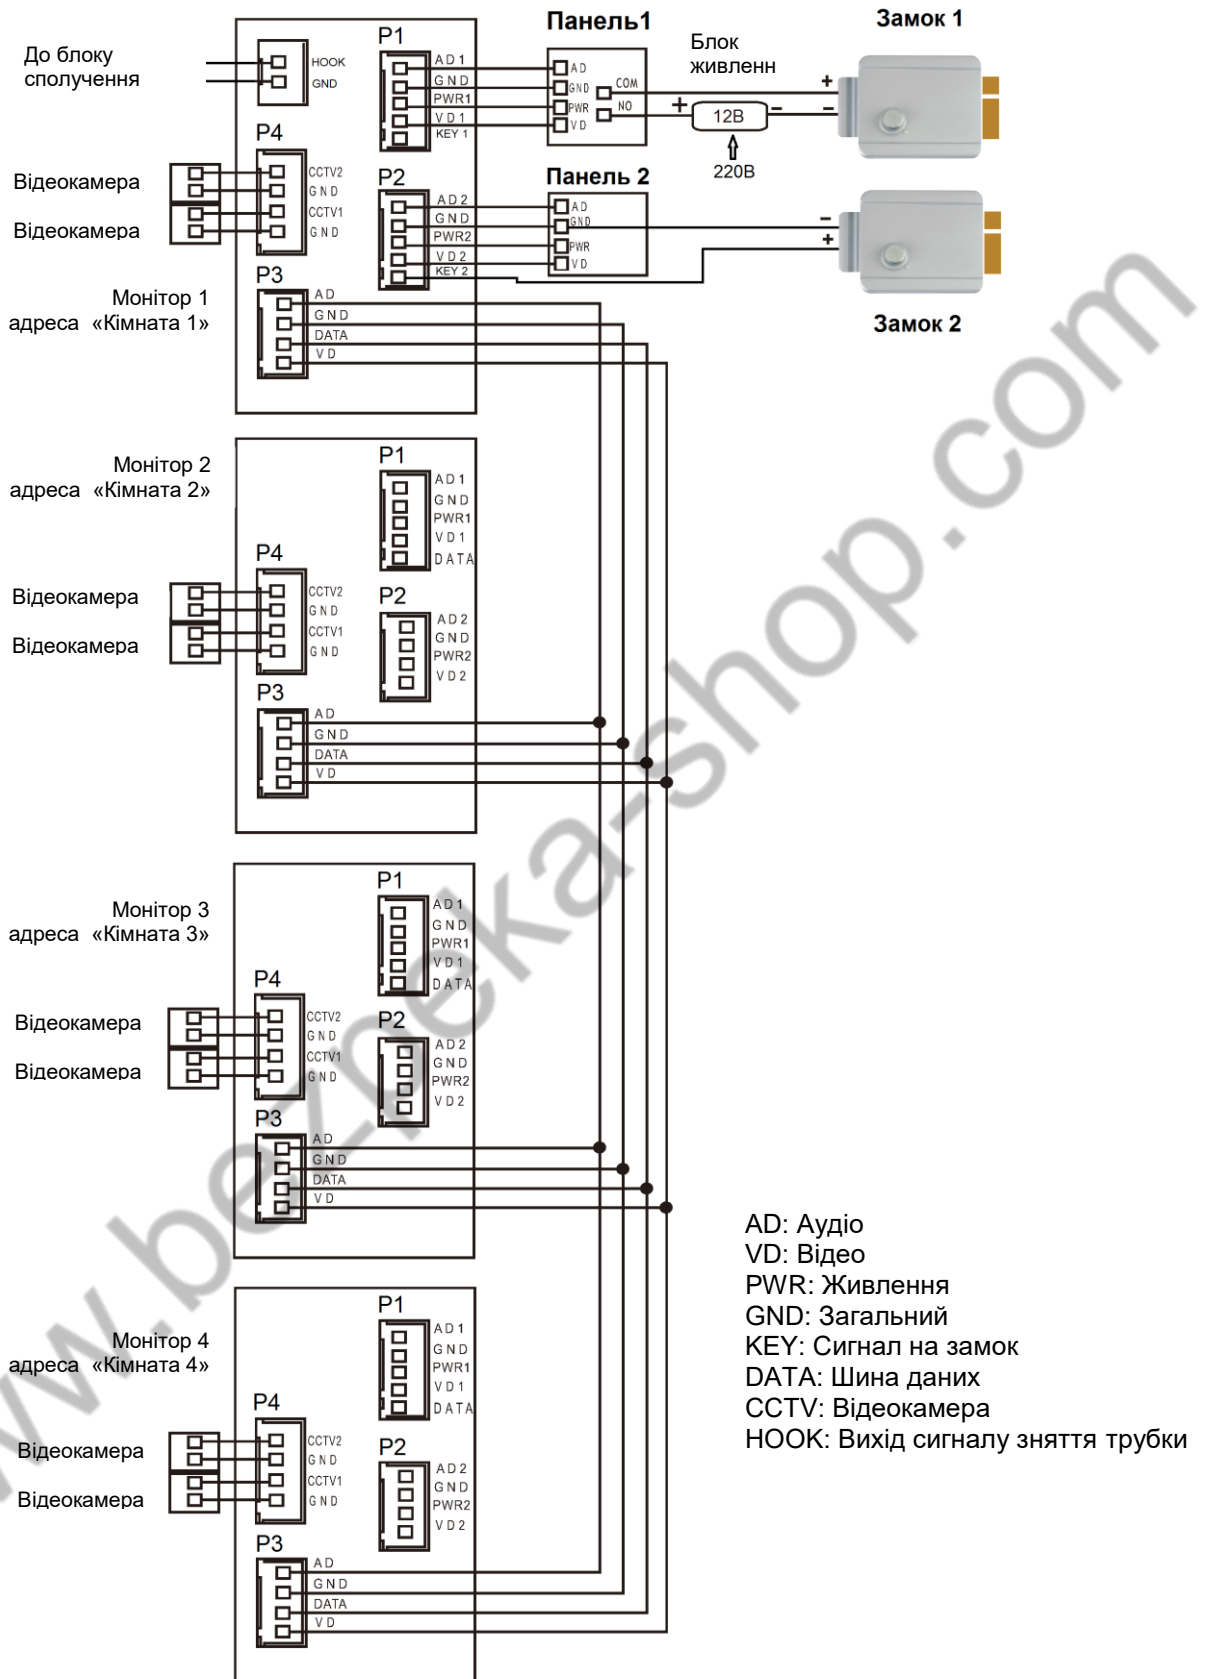 Панель1
Замок 1
До блоку
сполучення
HOOK
GND
P1
AD1
GND
PWR1
VD1
KEY 1
AD
GND
PWR
VD
COM
NO
Блок
живленн
+
12В
−
220В
+
−
P4
CCTV2
GND
CCTV1
GND
Відеокамера
Відеокамера
P2
AD2
GND
PWR2
VD2
KEY 2
Панель 2
AD
GND
PWR
VD
−
+
Замок 2
Монітор 1
адреса «Кімната 1»
P3
AD
GND
DATA
VD
Монітор 2
адреса «Кімната 2»
P1
AD1
GND
PWR1
VD1
DATA
P4
CCTV2
GND
CCTV1
GND
Відеокамера
Відеокамера
P2
AD2
GND
PWR2
VD2
P3
AD
GND
DATA
VD
Монітор 3
адреса «Кімната 3»
P1
AD1
GND
PWR1
VD1
DATA
P4
CCTV2
GND
CCTV1
GND
Відеокамера
Відеокамера
P2
AD2
GND
PWR2
VD2
P3
AD
GND
DATA
VD
Монітор 4
адреса «Кімната 4»
P1
AD1
GND
PWR1
VD1
DATA
P4
CCTV2
GND
CCTV1
GND
Відеокамера
Відеокамера
P2
AD2
GND
PWR2
VD2
P3
AD
GND
DATA
VD
AD: Аудіо
VD: Відео
PWR: Живлення
GND: Загальний
KEY: Сигнал на замок
DATA: Шина даних
CCTV: Відеокамера
HOOK: Вихід сигналу зняття трубки
www.bezpeka-shop.com